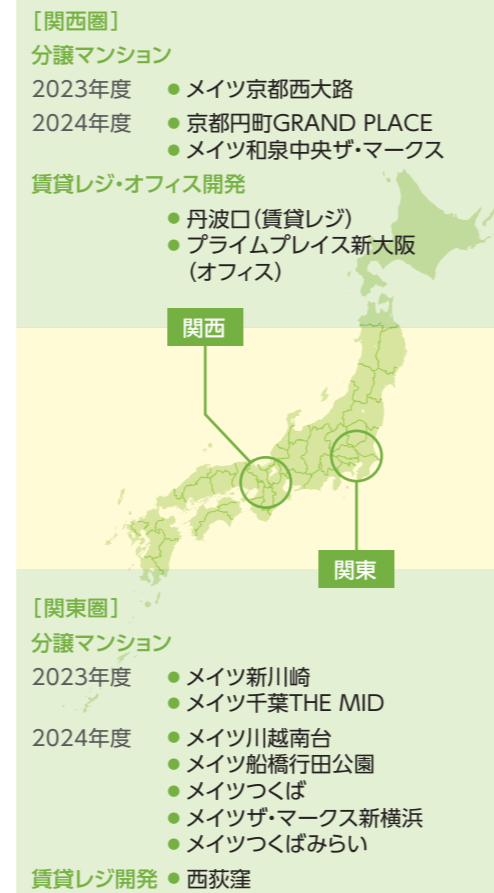 ［関西圏］
分譲マンション
2023年度 ● メイツ京都西大路
2024年度 ● 京都円町GRAND PLACE
● メイツ和泉中央ザ・マークス
賃貸レジ・オフィス開発
● 丹波口（賃貸レジ）
● プライムプレイス新大阪
（オフィス）
関西
関東
［関東圏］
分譲マンション
2023年度 ● メイツ新川崎
● メイツ千葉THE MID
2024年度 ● メイツ川越南台
● メイツ船橋行田公園
● メイツつくば
● メイツザ・マークス新横浜
● メイツつくばみらい
賃貸レジ開発 ● 西荻窪